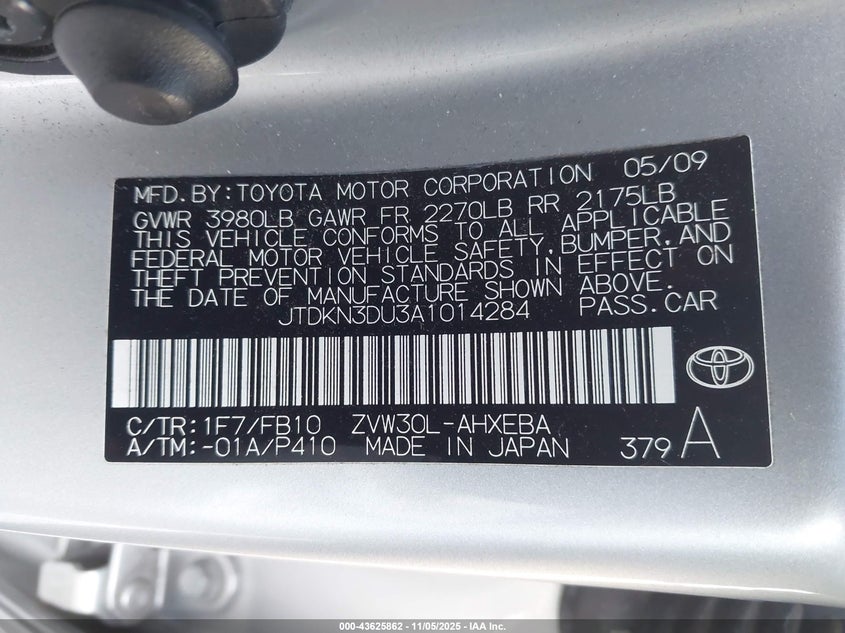 MFD. BY: TOYOTA MOTOR CORPORATION 05/09
GVWR 3980LB GAWR FR 2270LB RR 2175LB
THIS VEHICLE CONFORMS TO ALL APPLICABLE
FEDERAL MOTOR VEHICLE SAFETY, BUMPER, AND
THEFT PREVENTION STANDARDS IN EFFECT ON
THE DATE OF MANUFACTURE SHOWN ABOVE.
JTDKN3DU3A1014284 PASS. CAR
C/TR: 1F7/FB10 ZVW30L-AHXEBA
A/TM: -01A/P410 MADE IN JAPAN 379 A
000-43625862 - 11/05/2025 - IAA Inc.